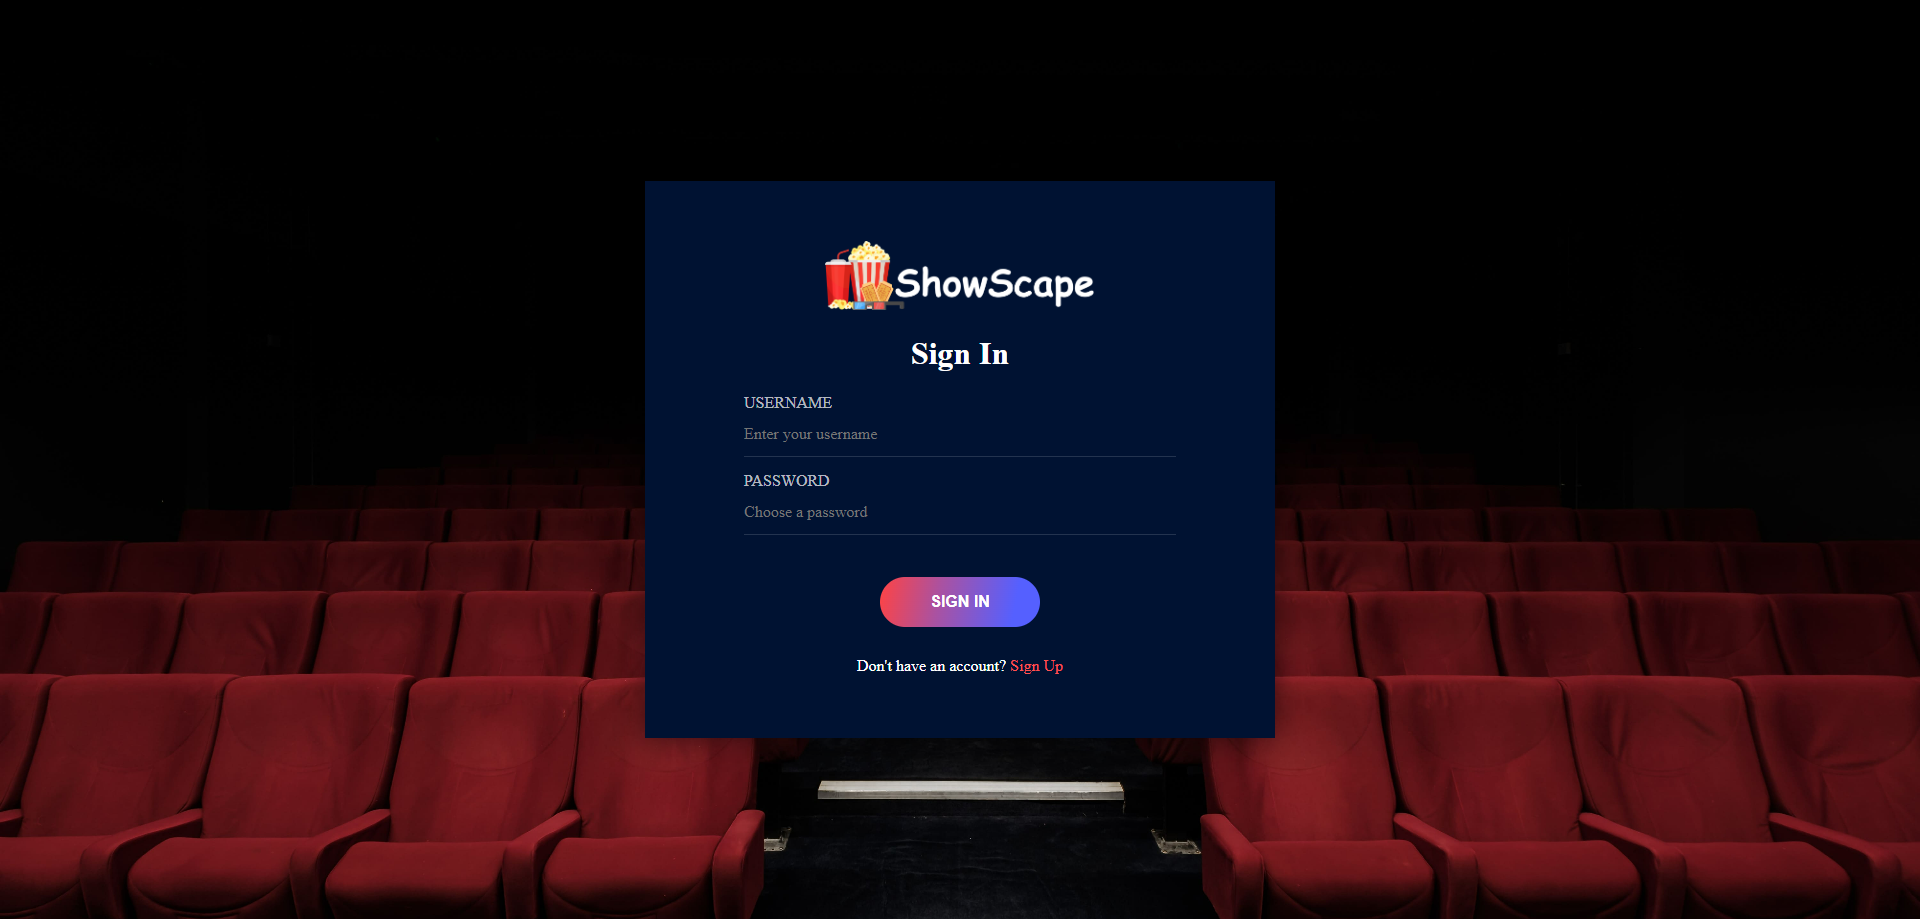 ShowScape
Sign In
USERNAME
Enter your username
PASSWORD
Choose a password
SIGN IN
Don't have an account? Sign Up